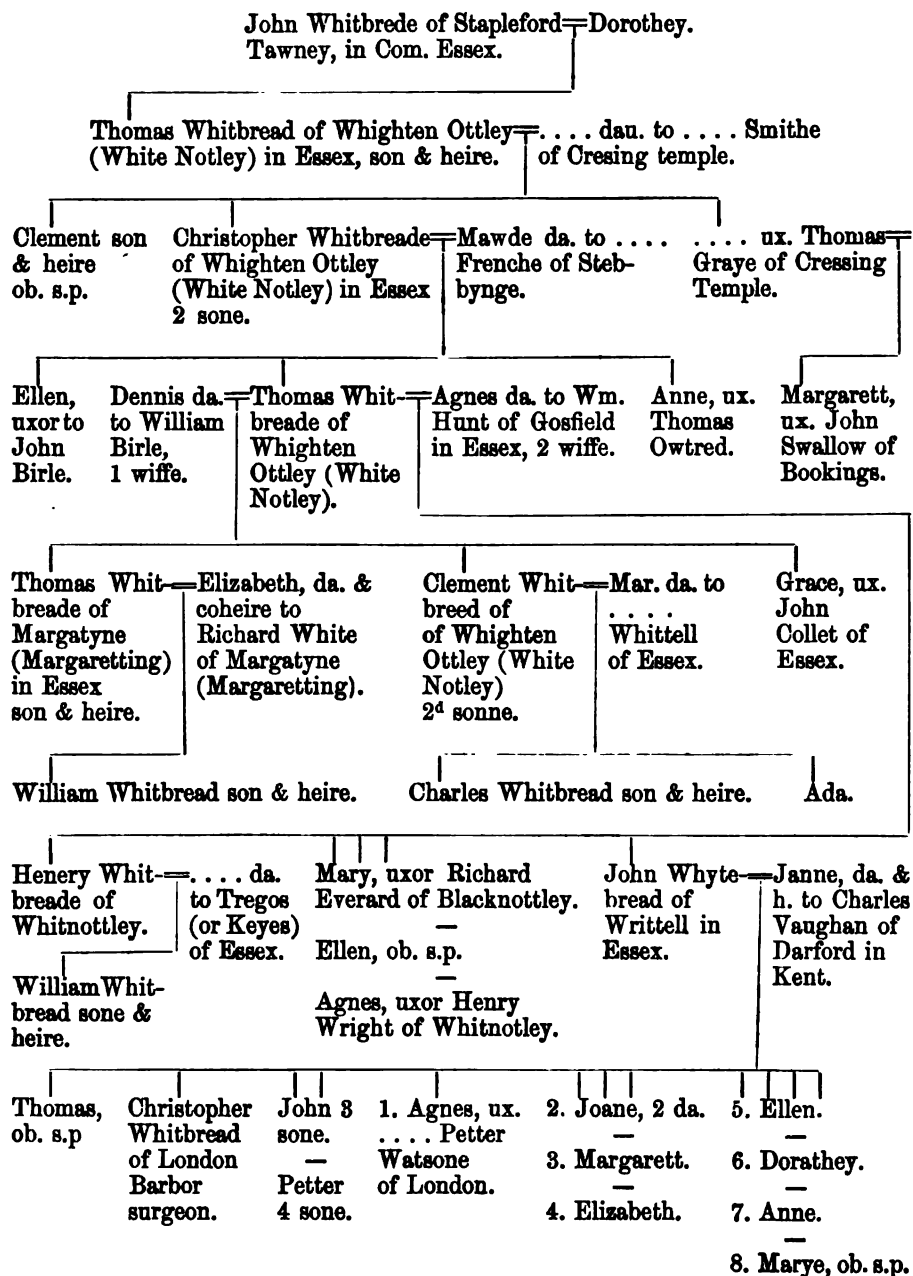 John Whitbrede of Stapleford=Dorothey.
Tawney, in Com. Essex.
Thomas Whitbread of Whighten Ottley=. . . . dau. to . . . . Smithe
(White Notley) in Essex, son & heire.
of Cresing temple.
Clement son
& heire
ob. s.p.
Christopher Whitbreade=Mawde da. to . . . .
of Whighten Ottley
(White Notley) in Essex
2 sone.
Frenche of Steb-
bynge.
. . . . ux. Thomas=
Graye of Cressing
Temple.
Ellen,
uxor to
John
Birle.
Dennis da.=
to William
Birle,
1 wiffe.
Thomas Whit-=
breade of
Whighten
Ottley (White
Notley).
Agnes da. to Wm.
Hunt of Gosfield
in Essex, 2 wiffe.
Anne, ux.
Thomas
Owtred.
Margarett,
ux. John
Swallow of
Bookings.
Thomas Whit-=
breade of
Margatyne
(Margaretting)
in Essex
son & heire.
Elizabeth, da. &
coheire to
Richard White
of Margatyne
(Margaretting).
Clement Whit-=
breed of
of Whighten
Ottley (White
Notley)
2d sonne.
Mar. da. to
. . . .
Whittell
of Essex.
Grace, ux.
John
Collet of
Essex.
William Whitbread son & heire.
Charles Whitbread son & heire.
Ada.
Henery Whit-=
breade of
Whitnottley.
. . . . da.
to Tregos
(or Keyes)
of Essex.
William Whit-
bread sone &
heire.
Mary, uxor Richard
Everard of Blacknottley.
—
Ellen, ob. s.p.
—
Agnes, uxor Henry
Wright of Whitnotley.
John Whyte-=
bread of
Writtell in
Essex.
Janne, da. &
h. to Charles
Vaughan of
Darford in
Kent.
Thomas,
ob. s.p
Christopher
Whitbread
of London
Barbor
surgeon.
John 3
sone.
—
Petter
4 sone.
1. Agnes, ux.
. . . . Petter
Watsone
of London.
2. Joane, 2 da.
—
3. Margarett.
—
4. Elizabeth.
5. Ellen.
—
6. Dorathey.
—
7. Anne.
—
8. Marye, ob. s.p.